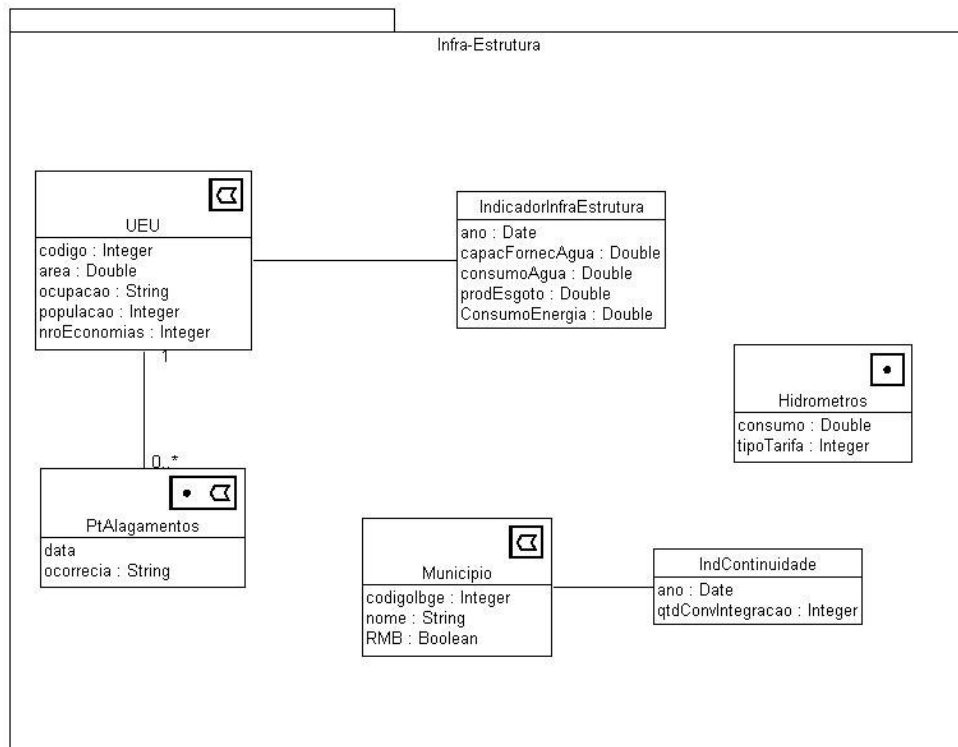 Infra-Estrutura
UEU
codigo : Integer
area : Double
ocupacao : String
populacao : Integer
nroEconomias : Integer
1
0..*
IndicadorInfraEstrutura
ano : Date
capacFornecAgua : Double
consumoAgua : Double
prodEsgoto : Double
ConsumoEnergia : Double
Hidrometros
consumo : Double
tipoTarifa : Integer
PtAlagamentos
data
ocorrecia : String
Municipio
codigoIbge : Integer
nome : String
RMB : Boolean
IndContinuidade
ano : Date
qtdConvIntegracao : Integer